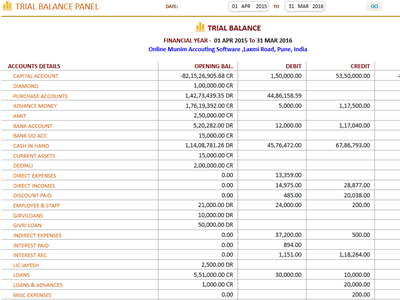 TRIAL BALANCE PANEL DATE: 01 APR 2015 TO 31 MAR 2016 GO
TRIAL BALANCE
FINANCIAL YEAR - 01 APR 2015 To 31 MAR 2016
Online Munim Accouting Software ,Laxmi Road, Pune, India
ACCOUNTS DETAILS OPENING BAL. DEBIT CREDIT
CAPITAL ACCOUNT -82,15,26,905.68 CR 1,50,000.00 53,50,000.00
DIAMOND 1,00,000.00 CR
PURCHASE ACCOUNTS 1,42,73,439.35 DR 44,86,158.59
ADVANCE MONEY 1,76,19,392.00 CR 5,000.00 1,17,500.00
AMIT 2,50,000.00 CR
BANK ACCOUNT 5,20,282.00 DR 12,000.00 1,17,040.00
BANK OD ACC 15,000.00 CR
CASH IN HAND 1,14,08,781.26 DR 45,76,472.00 67,86,793.00
CURRENT ASSETS 15,000.00 CR
DEEPALI 2,00,000.00 CR
DIRECT EXPENSES 0.00 13,359.00
DIRECT INCOMES 0.00 14,975.00 28,877.00
DISCOUNT PAID 0.00 485.00 20,038.00
EMPLOYEE & STAFF 21,000.00 DR 24,000.00 200.00
GIRVILOANS 10,000.00 CR
GIVRI LOAN 50,000.00 DR
INDIRECT EXPENSES 0.00 37,200.00 500.00
INTEREST PAID 0.00 894.00
INTEREST REC 0.00 1,151.00 1,18,264.00
LIC JAYESH 2,500.00 DR
LOANS 5,51,000.00 CR 30,000.00 10,000.00
LOANS & ADVANCES 1,000.00 CR 20,000.00
MISC EXPENSES 0.00 200.00